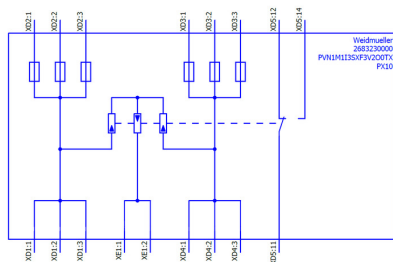 XD2:1
XD2:2
XD2:3
XD3:1
XD3:2
XD3:3
XD5:12
XD5:14
Weidmueller
2683230000
PVN1M1I3SXF3V2O0TX
PX10
XD1:1
XD1:2
XD1:3
XE1:1
XE1:2
XD4:1
XD4:2
XD4:3
XD5:11